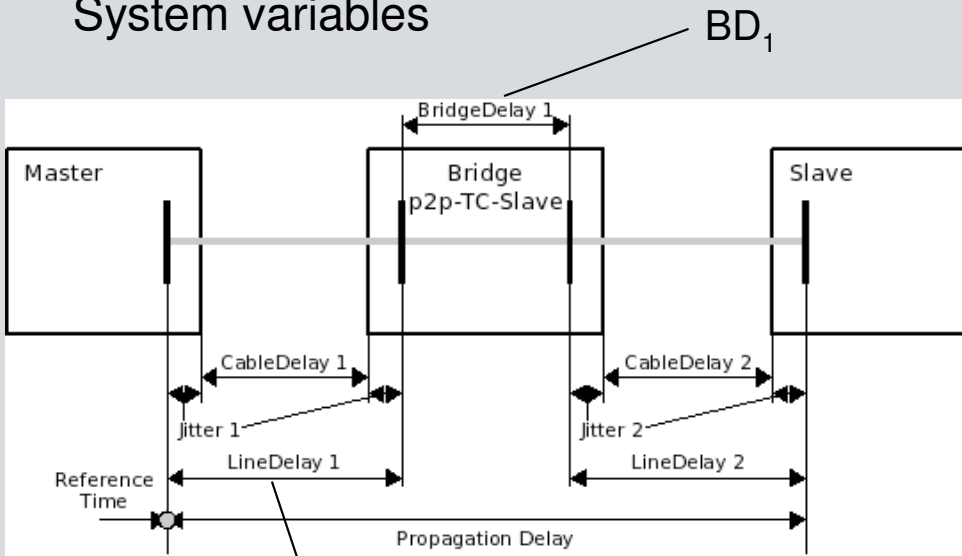 System variables
BD1
BridgeDelay 1
Master
Bridge
p2p-TC-Slave
Slave
CableDelay 1
CableDelay 2
Jitter 1
Jitter 2
LineDelay 1
LineDelay 2
Reference
Time
Propagation Delay